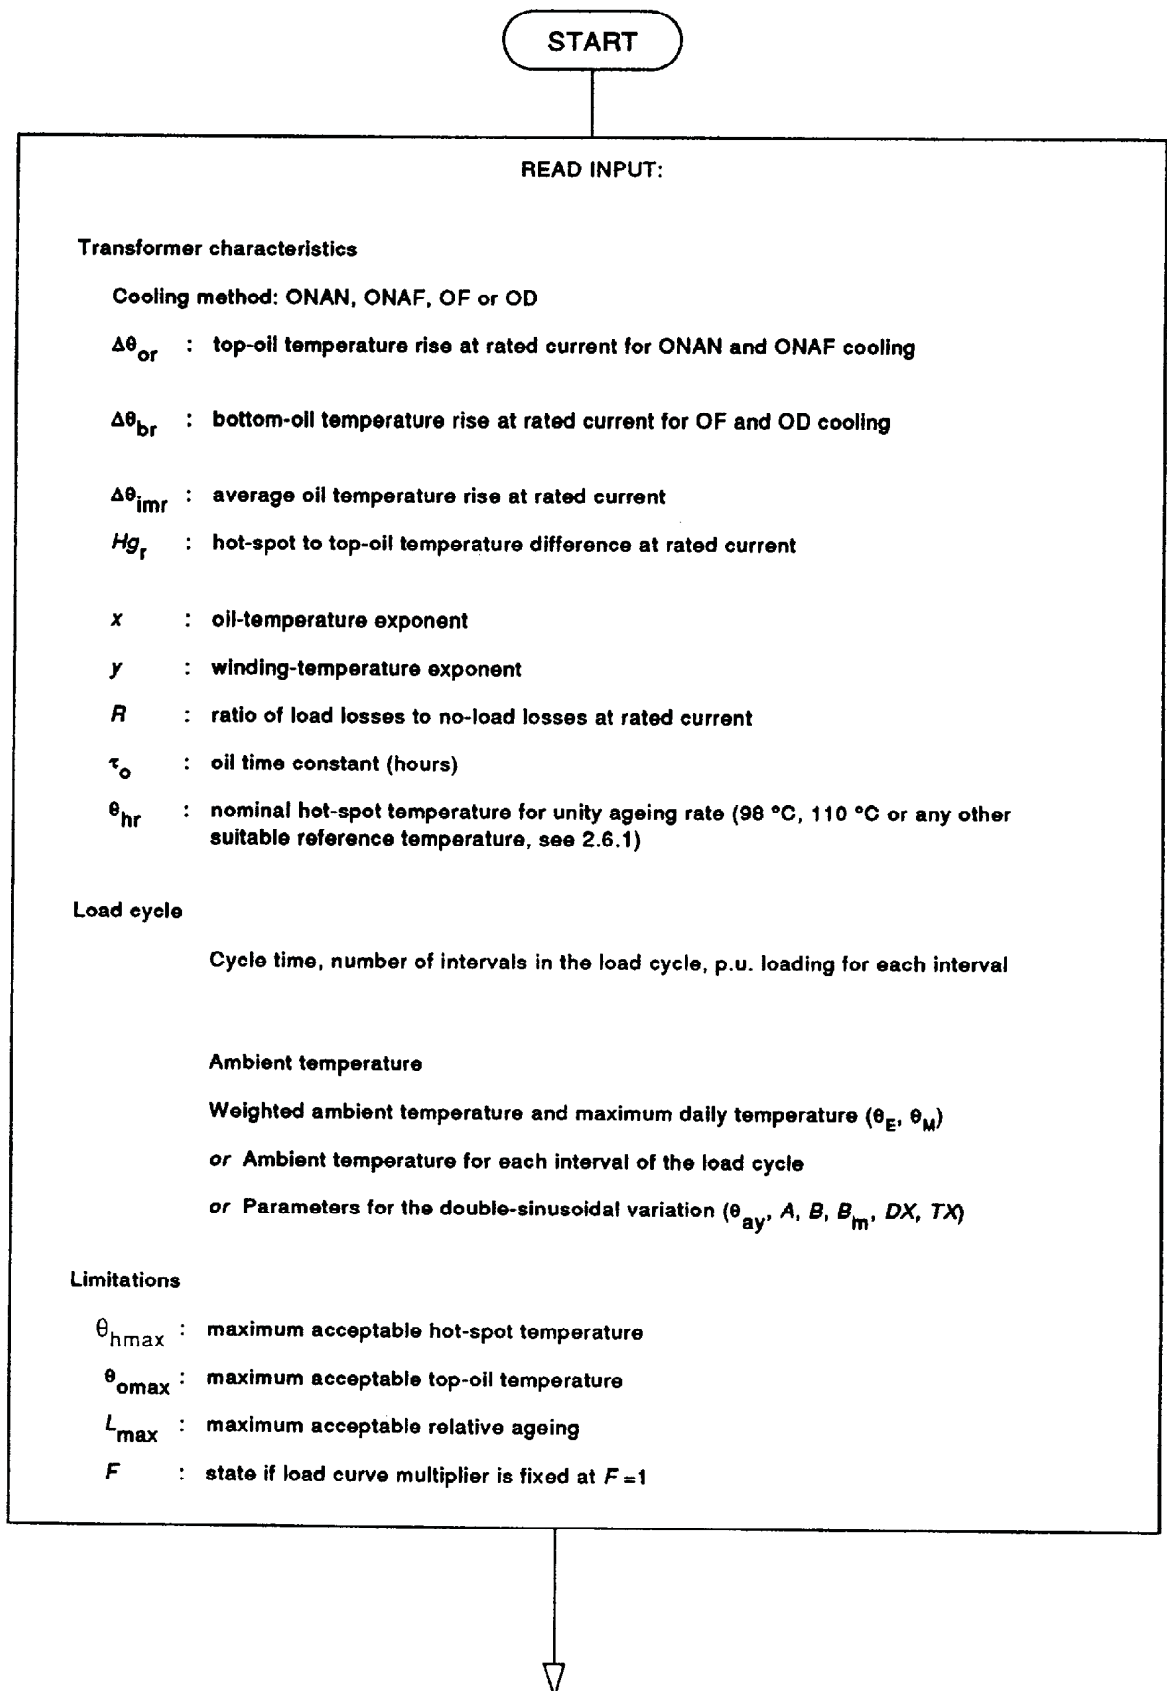 START
READ INPUT:
Transformer characteristics
Cooling method: ONAN, ONAF, OF or OD
Δθor : top-oil temperature rise at rated current for ONAN and ONAF cooling
Δθbr : bottom-oil temperature rise at rated current for OF and OD cooling
Δθimr : average oil temperature rise at rated current
Hgr : hot-spot to top-oil temperature difference at rated current
x : oil-temperature exponent
y : winding-temperature exponent
R : ratio of load losses to no-load losses at rated current
τo : oil time constant (hours)
θhr : nominal hot-spot temperature for unity ageing rate (98 °C, 110 °C or any other
suitable reference temperature, see 2.6.1)
Load cycle
Cycle time, number of intervals in the load cycle, p.u. loading for each interval
Ambient temperature
Weighted ambient temperature and maximum daily temperature (θE, θM)
or Ambient temperature for each interval of the load cycle
or Parameters for the double-sinusoidal variation (θay, A, B, Bm, DX, TX)
Limitations
θhmax : maximum acceptable hot-spot temperature
θomax : maximum acceptable top-oil temperature
Lmax : maximum acceptable relative ageing
F : state if load curve multiplier is fixed at F=1